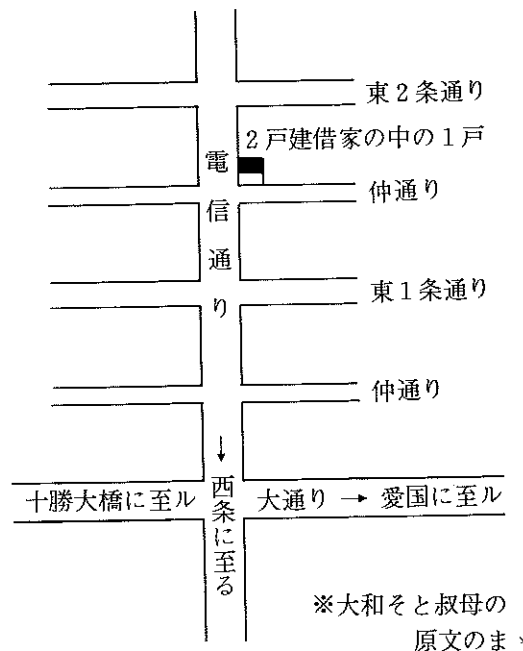 東２条通り
２戸建借家の中の１戸
電信通り
仲通り
東１条通り
仲通り
↓
十勝大橋に至ル
西条に至る
大通り → 愛国に至ル
※大和そと叔母の
原文のまゝ